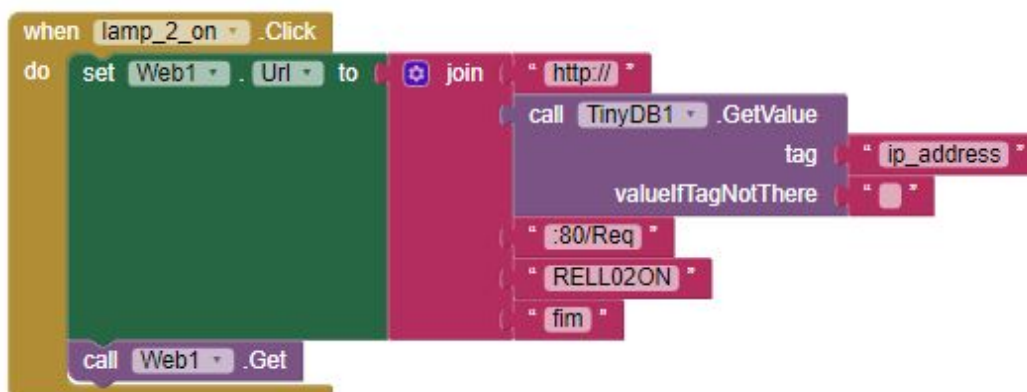 when lamp_2_on .Click
do set Web1 . Url to join " http:// "
call TinyDB1 .GetValue
tag " ip_address "
valueIfTagNotThere " "
" :80/Req "
" RELL02ON "
" fim "
call Web1 .Get